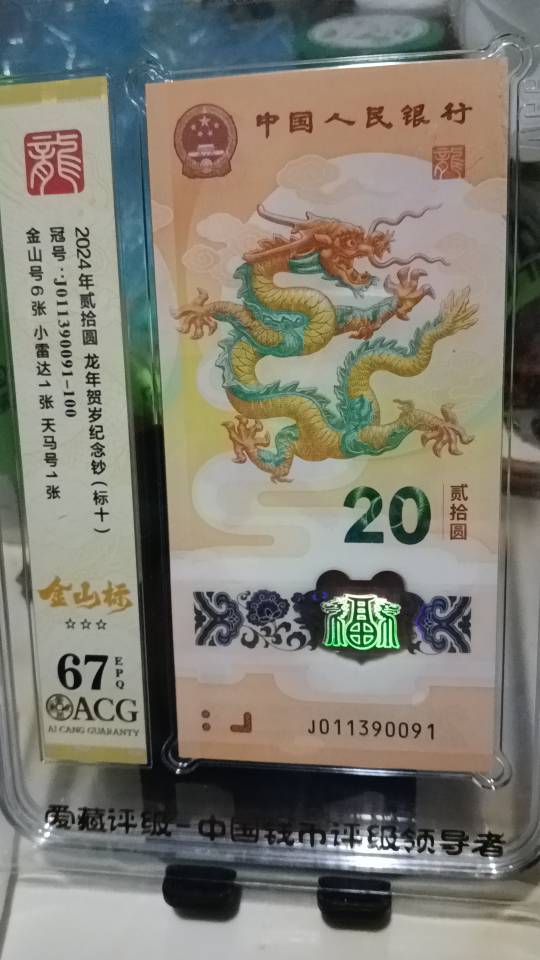 龍
2024年贰拾圆 龙年贺岁纪念钞(标十)
冠号:J011390091-100
金山号6张 小雷达1张 天马号1张
金山标
☆☆☆
67 EPQ
ACG
AI CANG GUARANTY
中国人民银行
龍
20
贰拾圆
福
J011390091
爱藏评级-中国钱币评级领导者